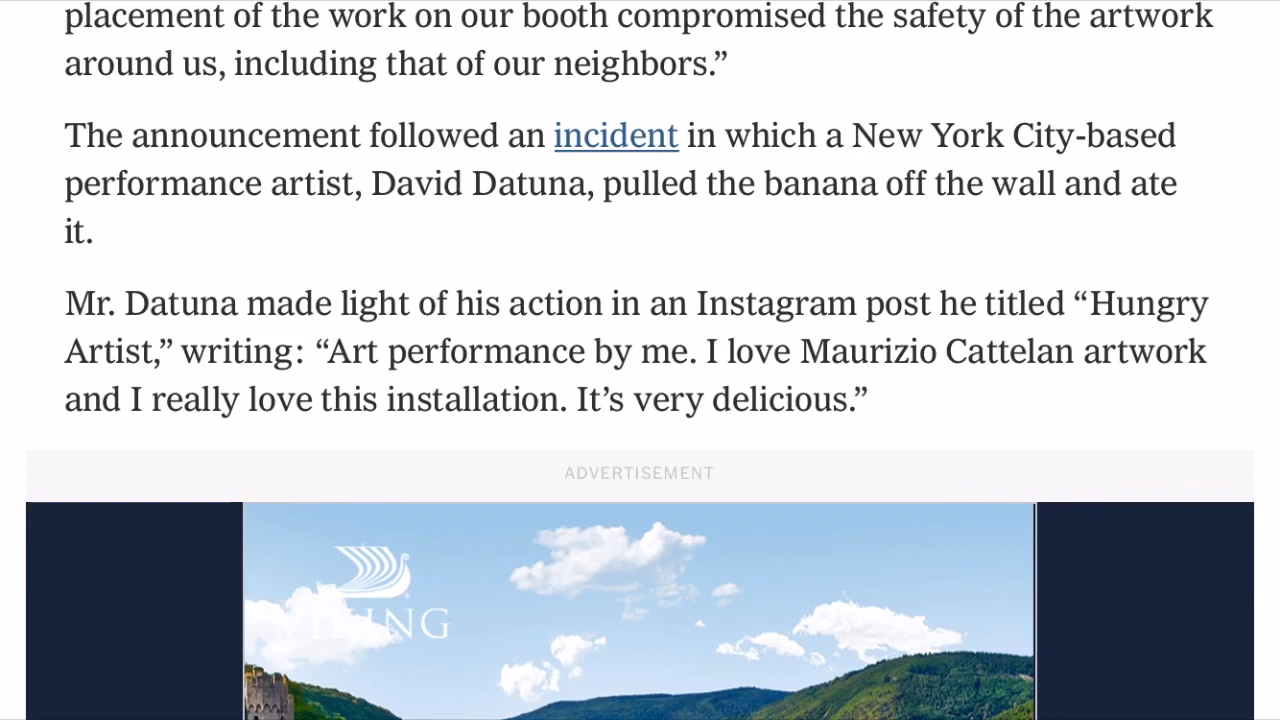 placement of the work on our booth compromised the safety of the artwork
around us, including that of our neighbors.”
The announcement followed an incident in which a New York City-based
performance artist, David Datuna, pulled the banana off the wall and ate
it.
Mr. Datuna made light of his action in an Instagram post he titled “Hungry
Artist,” writing: “Art performance by me. I love Maurizio Cattelan artwork
and I really love this installation. It’s very delicious.”
ADVERTISEMENT
VIKING